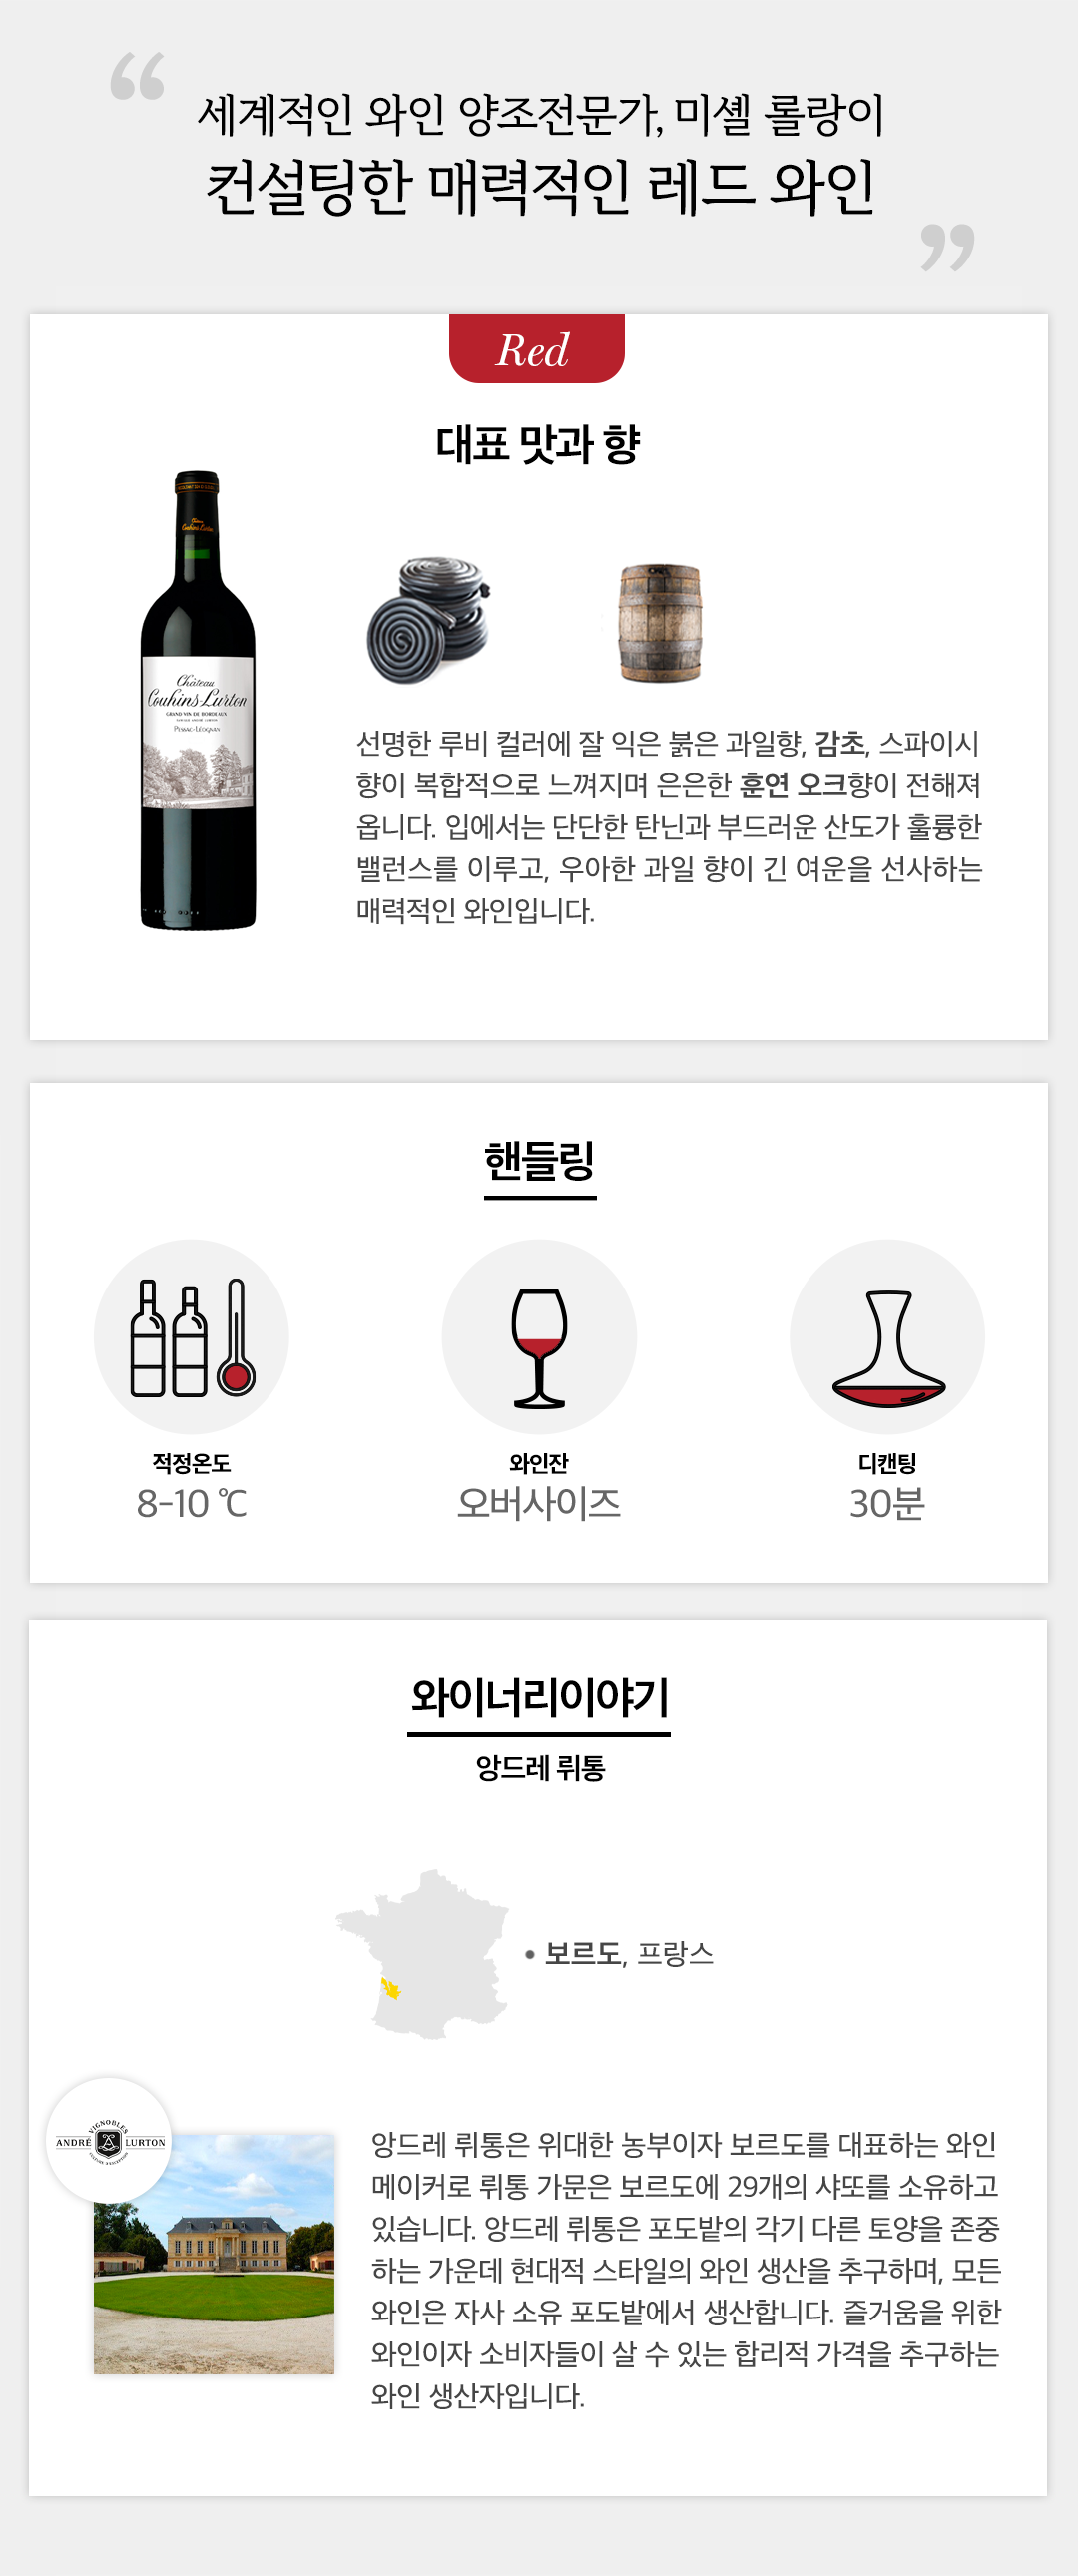 “
세계적인 와인 양조전문가, 미셸 롤랑이
컨설팅한 매력적인 레드 와인
”
Red
대표 맛과 향
Château
Couhins Lurton
GRAND VIN DE BORDEAUX
Pessac-Léognan
선명한 루비 컬러에 잘 익은 붉은 과일향, 감초, 스파이시
향이 복합적으로 느껴지며 은은한 훈연 오크향이 전해져
옵니다. 입에서는 단단한 탄닌과 부드러운 산도가 훌륭한
밸런스를 이루고, 우아한 과일 향이 긴 여운을 선사하는
매력적인 와인입니다.
핸들링
적정온도
8-10 ℃
와인잔
오버사이즈
디캔팅
30분
와이너리이야기
앙드레 뤼통
• 보르도, 프랑스
VIGNOBLES
ANDRÉ LURTON
앙드레 뤼통은 위대한 농부이자 보르도를 대표하는 와인
메이커로 뤼통 가문은 보르도에 29개의 샤또를 소유하고
있습니다. 앙드레 뤼통은 포도밭의 각기 다른 토양을 존중
하는 가운데 현대적 스타일의 와인 생산을 추구하며, 모든
와인은 자사 소유 포도밭에서 생산합니다. 즐거움을 위한
와인이자 소비자들이 살 수 있는 합리적 가격을 추구하는
와인 생산자입니다.